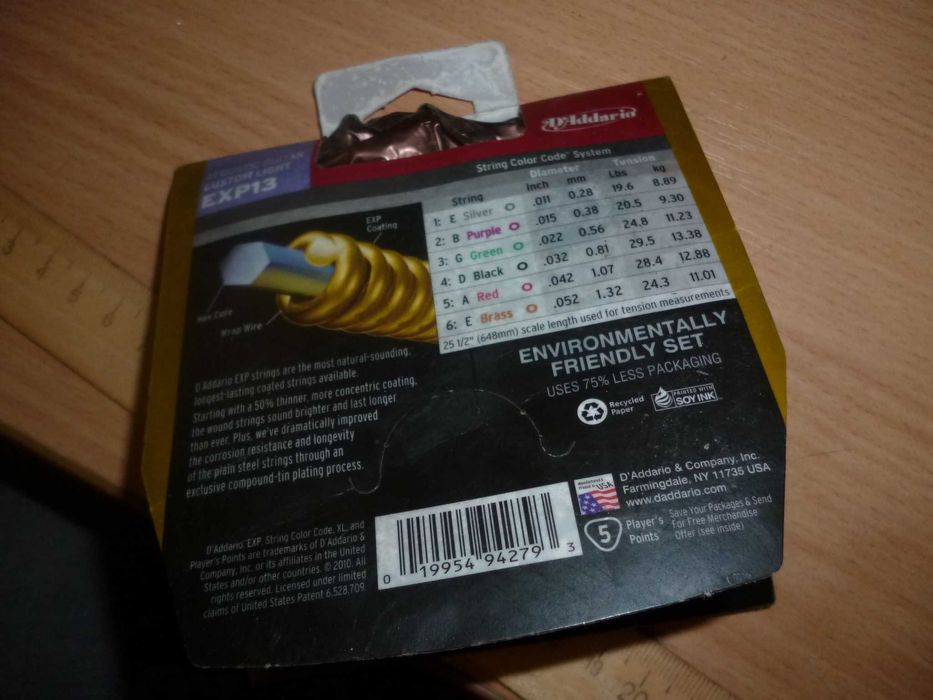 ACOUSTIC GUITAR
CUSTOM LIGHT
EXP13
D'Addario
String Color Code™ System
String Diameter Tension
Inch mm Lbs kg
1: E Silver .011 0.28 19.6 8.89
2: B Purple .015 0.38 20.5 9.30
3: G Green .022 0.56 24.8 11.23
4: D Black .032 0.81 29.5 13.38
5: A Red .042 1.07 28.4 12.88
6: E Brass .052 1.32 24.3 11.01
25 1/2" (648mm) scale length used for tension measurements
EXP
Coating
Hex Core
Wrap Wire
D'Addario EXP strings are the most natural-sounding,
longest-lasting coated strings available.
Starting with a 50% thinner, more concentric coating,
the wound strings sound brighter and last longer
than ever. Plus, we've dramatically improved
the corrosion resistance and longevity
of the plain steel strings through an
exclusive compound-tin plating process.
ENVIRONMENTALLY
FRIENDLY SET
USES 75% LESS PACKAGING
Recycled
Paper
PRINTED WITH
SOY INK
D'Addario & Company, Inc.
Farmingdale, NY 11735 USA
www.daddario.com
USA
5
Player's
Points
Save Your Packages & Send
For Free Merchandise
Offer (see inside)
D'Addario, EXP, String Color Code, XL, and
Player's Points are trademarks of D'Addario &
Company, Inc. or its affiliates in the United
States and/or other countries. © 2010. All
rights reserved. Licensed under limited
claims of United States Patent 6,528,709.
0 19954 94279 3
20